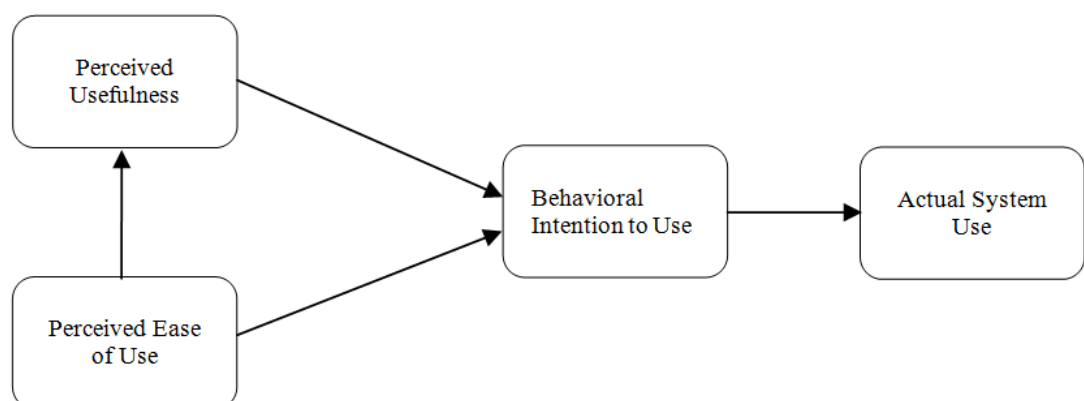 Perceived
Usefulness
Behavioral
Intention to Use
Actual System
Use
Perceived Ease
of Use